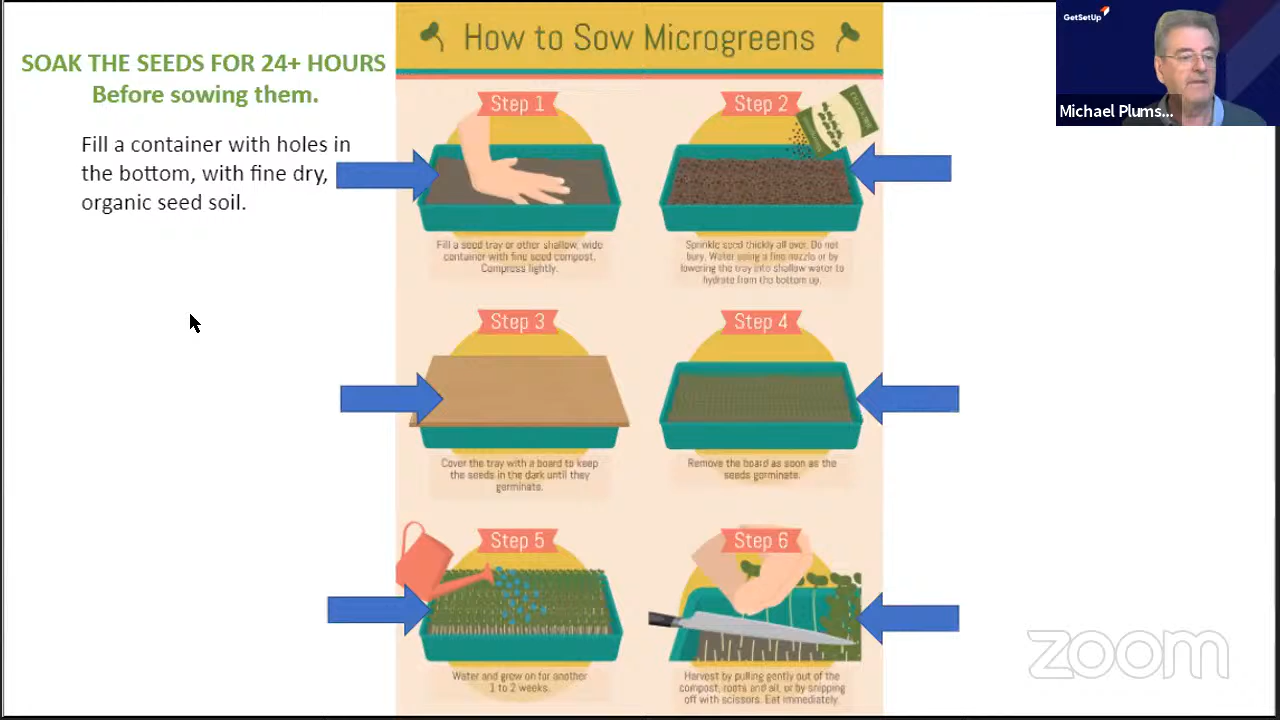 SOAK THE SEEDS FOR 24+ HOURS
Before sowing them.
Fill a container with holes in
the bottom, with fine dry,
organic seed soil.
How to Sow Microgreens
Step 1
Fill a seed tray or other shallow, wide
container with fine seed compost.
Compress lightly.
Step 2
Sprinkle seed thickly all over. Do not
bury. Water using a fine nozzle or by
lowering the tray into shallow water to
hydrate from the bottom up.
Step 3
Cover the tray with a board to keep
the seeds in the dark until they
germinate.
Step 4
Remove the board as soon as the
seeds germinate.
Step 5
Water and grow on for another
1 to 2 weeks.
Step 6
Harvest by pulling gently out of the
compost, roots and all, or by snipping
off with scissors. Eat immediately.
GetSetUp
Michael Plums...
zoom